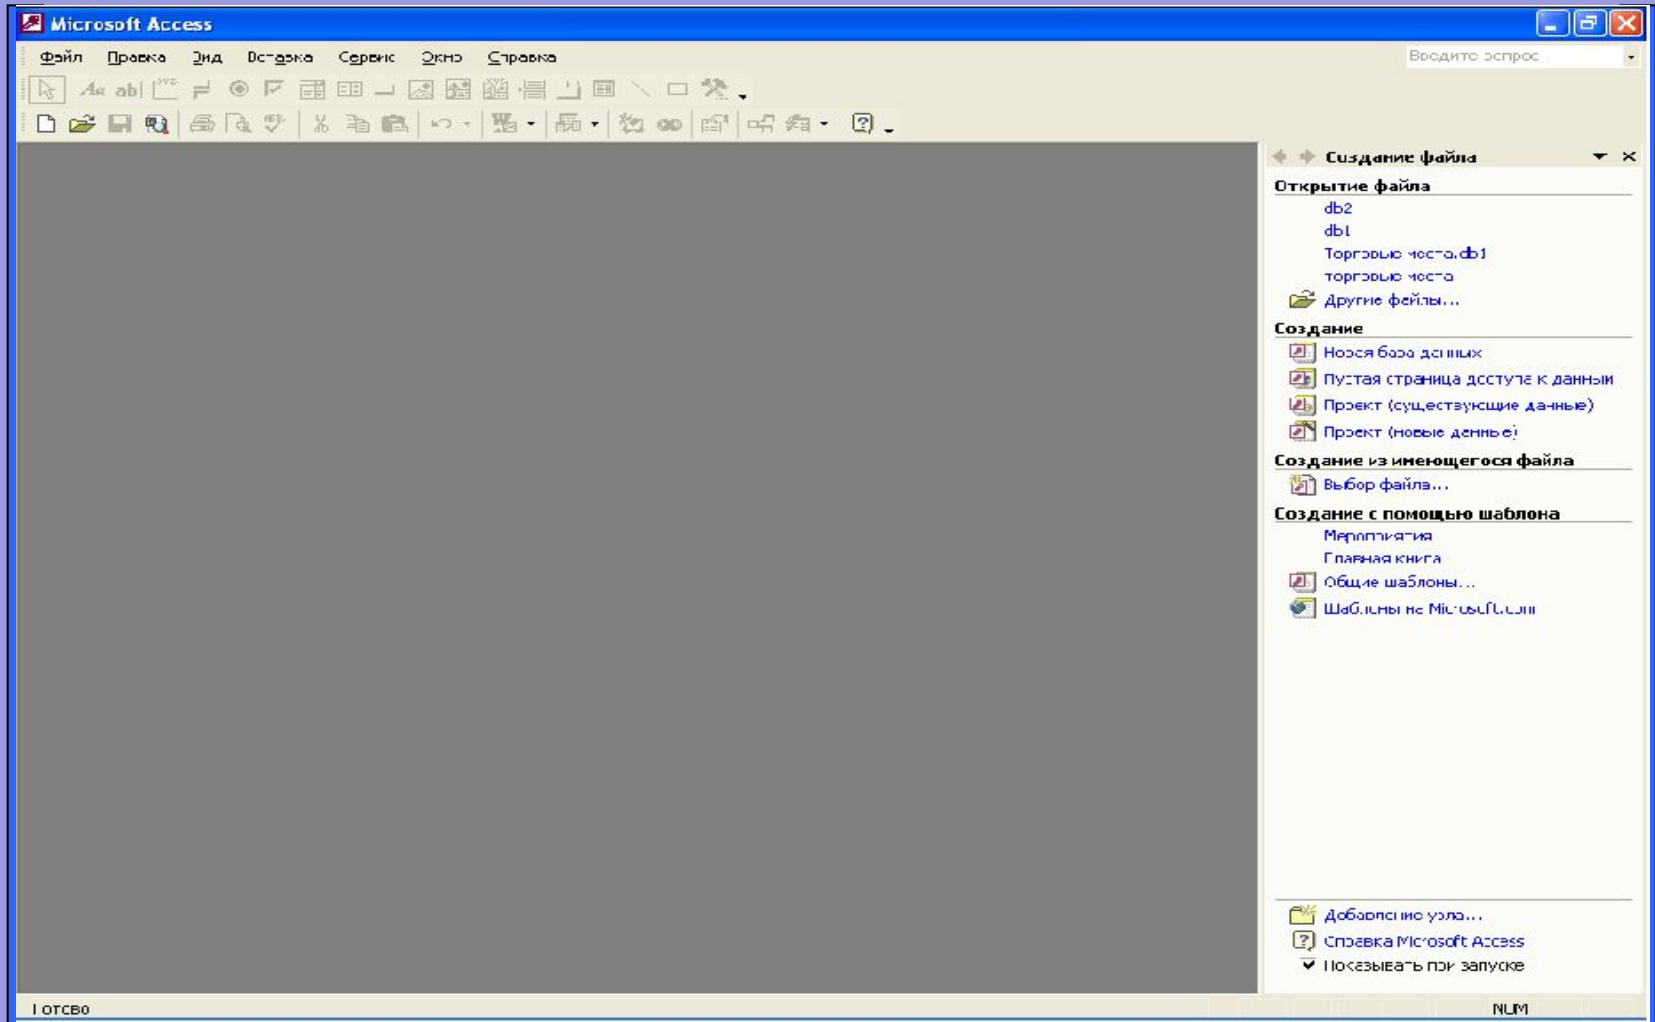 Microsoft Access
Файл Правка Вид Вставка Сервис Окно Справка
Введите вопрос
Aa ab| XYZ
Создание файла
Открытие файла
db2
db1
Торговые места.db1
торговые места
Другие файлы...
Создание
Новая база данных
Пустая страница доступа к данным
Проект (существующие данные)
Проект (новые данные)
Создание из имеющегося файла
Выбор файла...
Создание с помощью шаблона
Мероприятия
Главная книга
Общие шаблоны...
Шаблоны на Microsoft.com
Добавление узла...
Справка Microsoft Access
Показывать при запуске
Готово
NUM